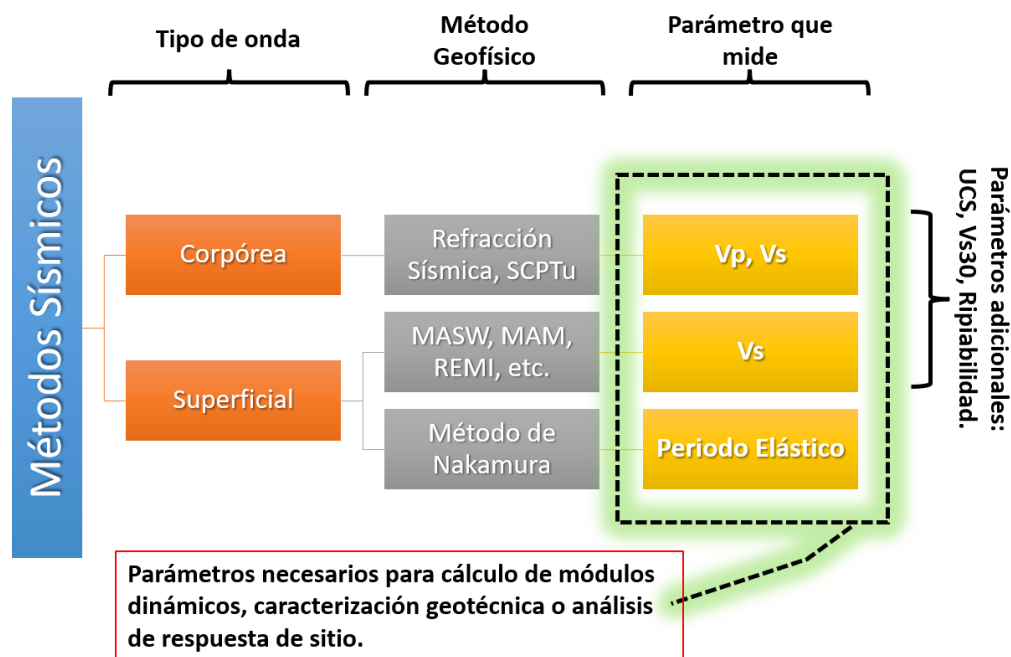 Tipo de onda
Método
Geofísico
Parámetro que
mide
Métodos Sísmicos
Corpórea
Refracción
Sísmica, SCPTu
Vp, Vs
MASW, MAM,
REMI, etc.
Vs
Superficial
Método de
Nakamura
Periodo Elástico
Parámetros adicionales:
UCS, Vs30, Ripiabilidad.
Parámetros necesarios para cálculo de módulos
dinámicos, caracterización geotécnica o análisis
de respuesta de sitio.